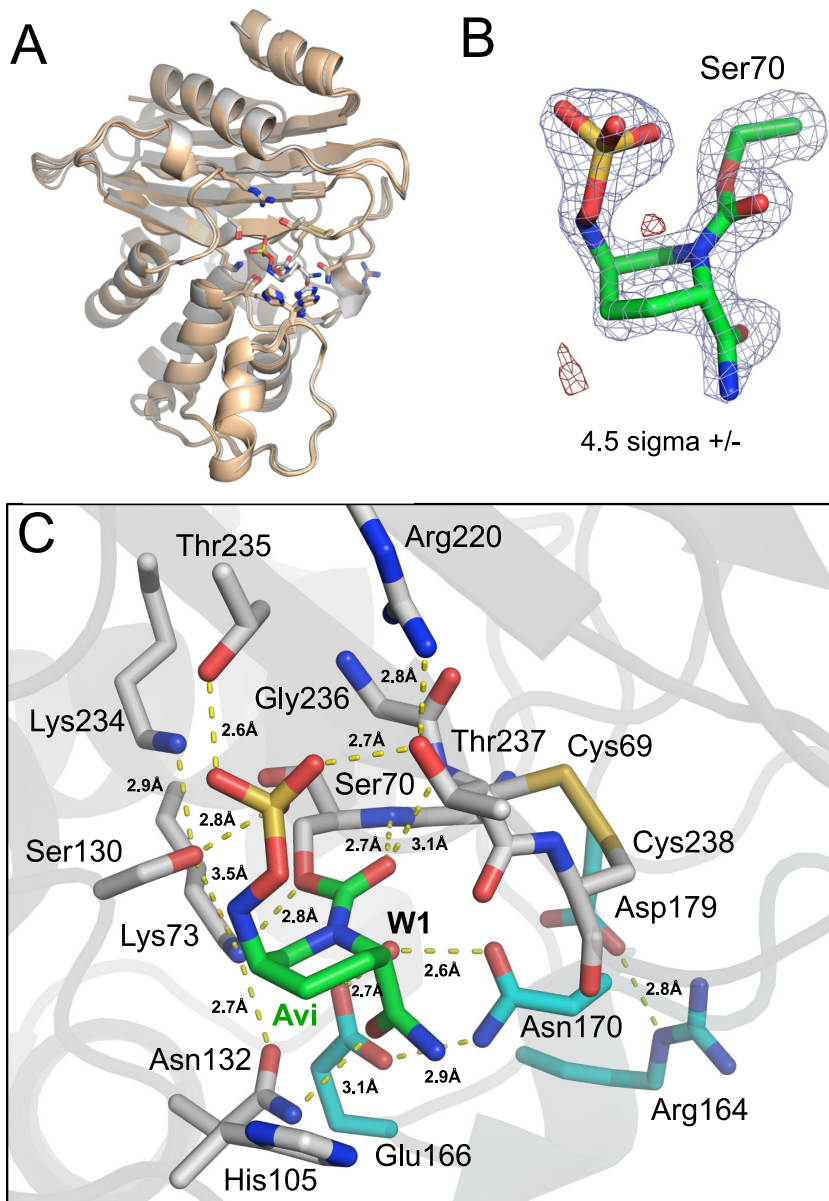 A
B
Ser70
4.5 sigma +/-
C
Thr235
Arg220
2.8Å
Gly236
Lys234
2.6Å
2.7Å
Thr237
Cys69
2.9Å
Ser70
2.8Å
Ser130
2.7Å
3.1Å
Cys238
3.5Å
Asp179
2.8Å
W1
Lys73
2.6Å
2.7Å
2.8Å
Avi
2.7Å
Asn170
Asn132
2.9Å
3.1Å
Arg164
Glu166
His105